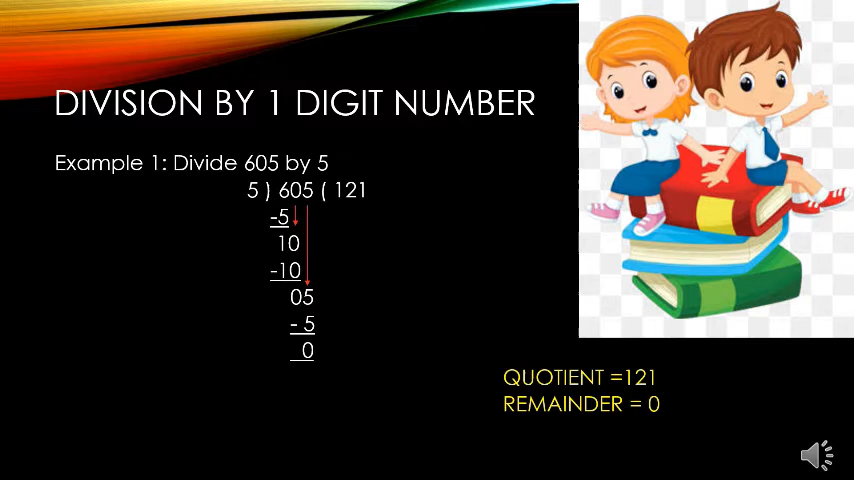 DIVISION BY 1 DIGIT NUMBER
Example 1: Divide 605 by 5
5 ) 605 ( 121
-5
10
-10
05
- 5
0
QUOTIENT =121
REMAINDER = 0